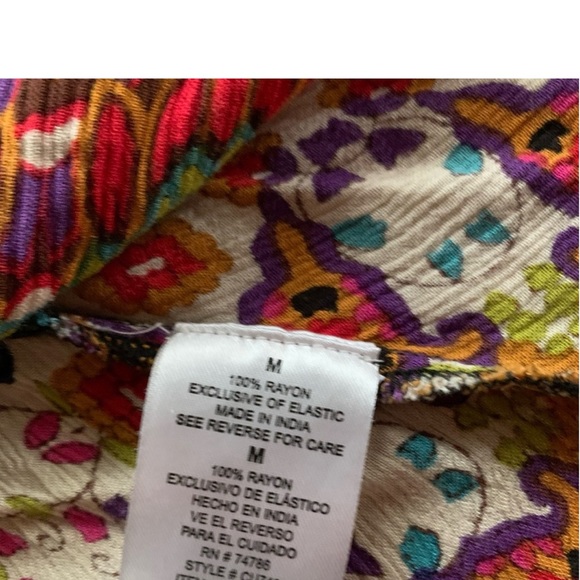 M
100% RAYON
EXCLUSIVE OF ELASTIC
MADE IN INDIA
SEE REVERSE FOR CARE
M
100% RAYON
EXCLUSIVO DE ELÁSTICO
HECHO EN INDIA
VE EL REVERSO
PARA EL CUIDADO
RN # 74786
STYLE #